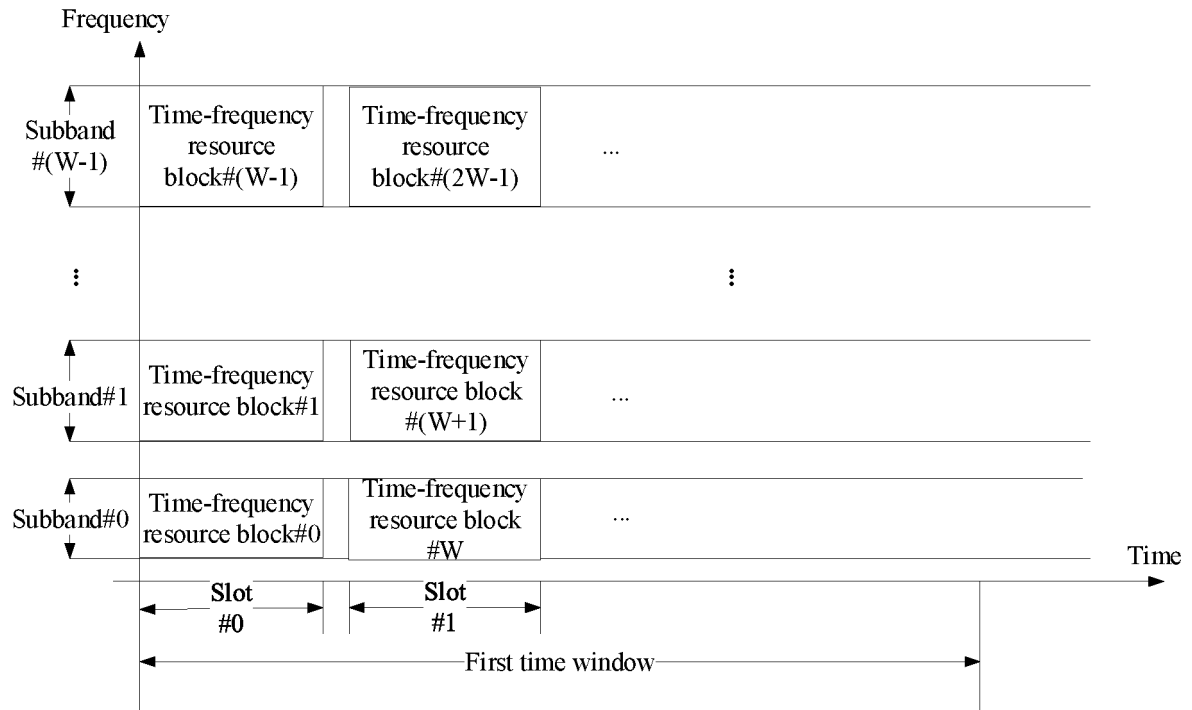 Frequency
Subband
#(W-1)
Time-frequency
resource
block#(W-1)
Time-frequency
resource
block#(2W-1)
...
...
...
Subband#1
Time-frequency
resource block#1
Time-frequency
resource block
#(W+1)
...
Subband#0
Time-frequency
resource block#0
Time-frequency
resource block
#W
...
Time
Slot
#0
Slot
#1
First time window